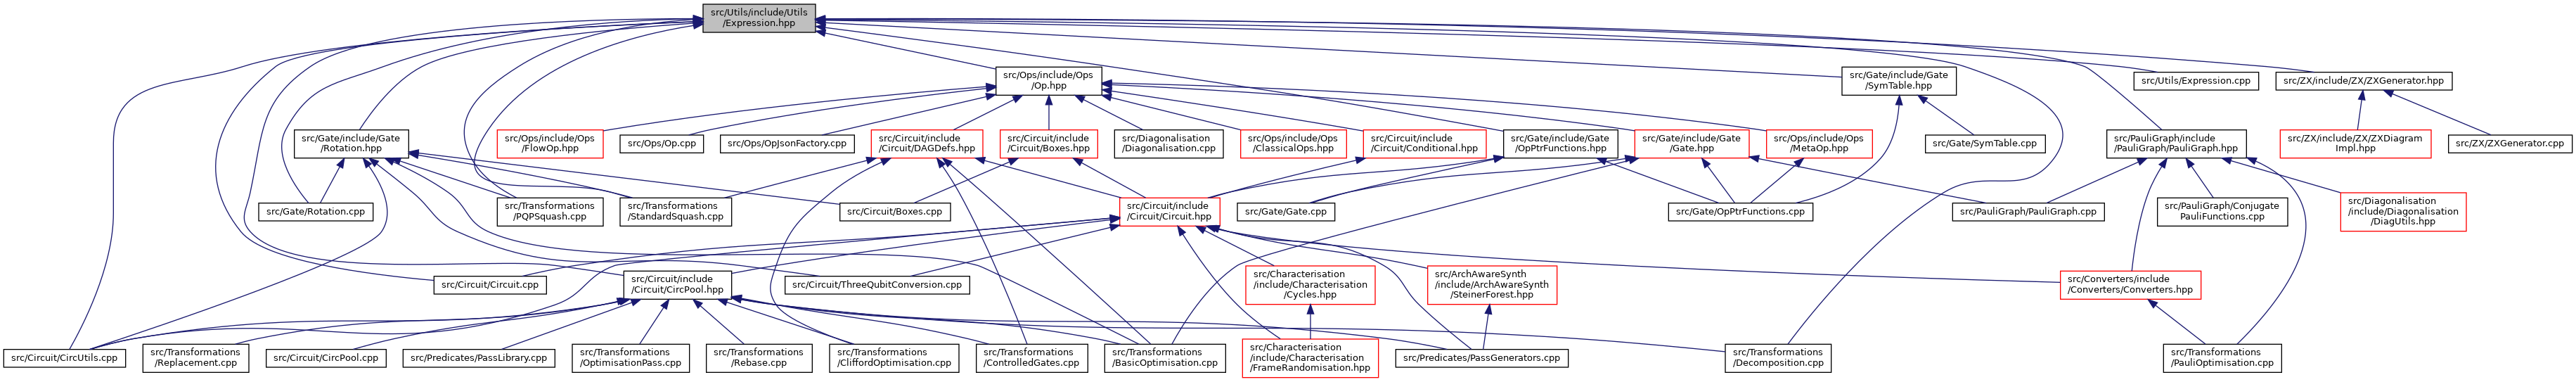 src/Utils/include/Utils
/Expression.hpp
src/Ops/include/Ops
/Op.hpp
src/Gate/include/Gate
/SymTable.hpp
src/Utils/Expression.cpp
src/ZX/include/ZX/ZXGenerator.hpp
src/Gate/include/Gate
/Rotation.hpp
src/Ops/include/Ops
/FlowOp.hpp
src/Ops/Op.cpp
src/Ops/OpJsonFactory.cpp
src/Circuit/include
/Circuit/DAGDefs.hpp
src/Circuit/include
/Circuit/Boxes.hpp
src/Diagonalisation
/Diagonalisation.cpp
src/Ops/include/Ops
/ClassicalOps.hpp
src/Circuit/include
/Circuit/Conditional.hpp
src/Gate/include/Gate
/OpPtrFunctions.hpp
src/Gate/include/Gate
/Gate.hpp
src/Ops/include/Ops
/MetaOp.hpp
src/Gate/SymTable.cpp
src/PauliGraph/include
/PauliGraph/PauliGraph.hpp
src/ZX/include/ZX/ZXDiagram
Impl.hpp
src/ZX/ZXGenerator.cpp
src/Gate/Rotation.cpp
src/Transformations
/PQPSquash.cpp
src/Transformations
/StandardSquash.cpp
src/Circuit/Boxes.cpp
src/Circuit/include
/Circuit/Circuit.hpp
src/Gate/Gate.cpp
src/Gate/OpPtrFunctions.cpp
src/PauliGraph/PauliGraph.cpp
src/PauliGraph/Conjugate
PauliFunctions.cpp
src/Diagonalisation
/include/Diagonalisation
/DiagUtils.hpp
src/Circuit/Circuit.cpp
src/Circuit/include
/Circuit/CircPool.hpp
src/Circuit/ThreeQubitConversion.cpp
src/Characterisation
/include/Characterisation
/Cycles.hpp
src/ArchAwareSynth
/include/ArchAwareSynth
/SteinerForest.hpp
src/Converters/include
/Converters/Converters.hpp
src/Circuit/CircUtils.cpp
src/Transformations
/Replacement.cpp
src/Circuit/CircPool.cpp
src/Predicates/PassLibrary.cpp
src/Transformations
/OptimisationPass.cpp
src/Transformations
/Rebase.cpp
src/Transformations
/CliffordOptimisation.cpp
src/Transformations
/ControlledGates.cpp
src/Transformations
/BasicOptimisation.cpp
src/Characterisation
/include/Characterisation
/FrameRandomisation.hpp
src/Predicates/PassGenerators.cpp
src/Transformations
/Decomposition.cpp
src/Transformations
/PauliOptimisation.cpp